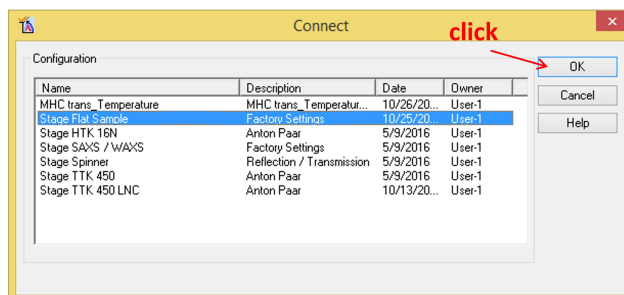 Connect
click
Configuration
OK
Cancel
Help
Name Description Date Owner
MHC trans_Temperature MHC trans_Temperatur... 10/26/20... User-1
Stage Flat Sample Factory Settings 10/25/20... User-1
Stage HTK 16N Anton Paar 5/9/2016 User-1
Stage SAXS / WAXS Factory Settings 5/9/2016 User-1
Stage Spinner Reflection / Transmission 5/9/2016 User-1
Stage TTK 450 Anton Paar 5/9/2016 User-1
Stage TTK 450 LNC Anton Paar 10/13/20... User-1